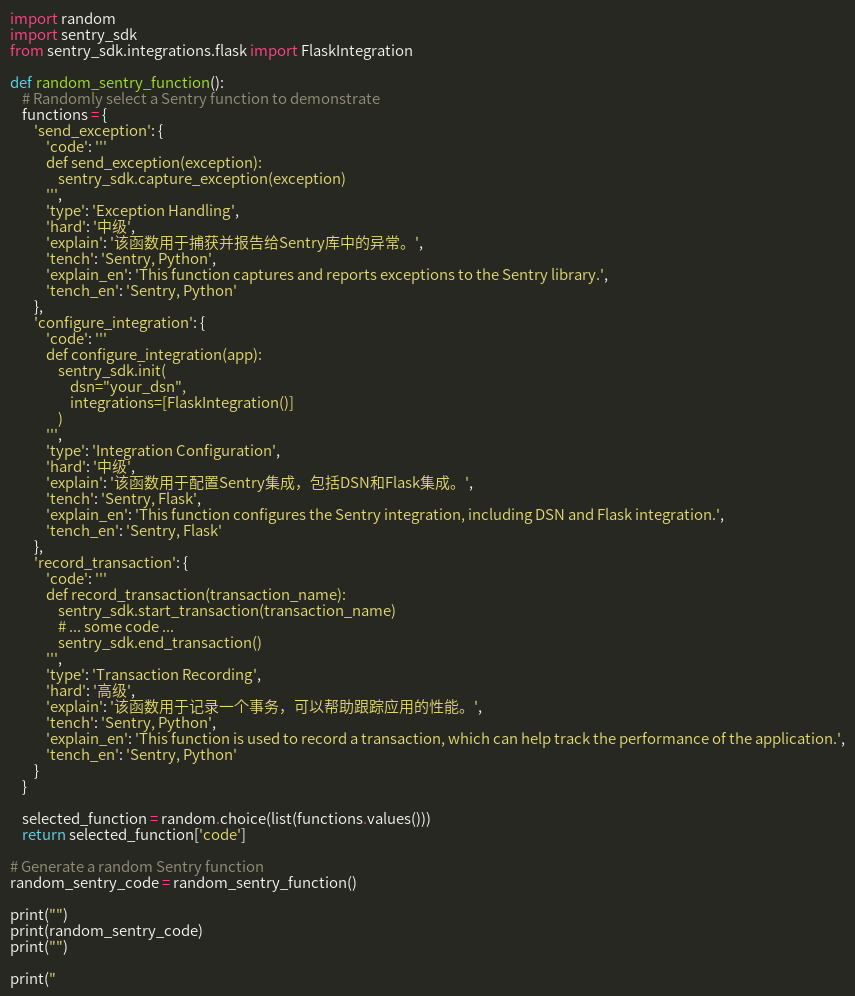 import random
import sentry_sdk
from sentry_sdk.integrations.flask import FlaskIntegration

def random_sentry_function():
    # Randomly select a Sentry function to demonstrate
    functions = {
        'send_exception': {
            'code': '''
            def send_exception(exception):
                sentry_sdk.capture_exception(exception)
            ''',
            'type': 'Exception Handling',
            'hard': '中级',
            'explain': '该函数用于捕获并报告给Sentry库中的异常。',
            'tench': 'Sentry, Python',
            'explain_en': 'This function captures and reports exceptions to the Sentry library.',
            'tench_en': 'Sentry, Python'
        },
        'configure_integration': {
            'code': '''
            def configure_integration(app):
                sentry_sdk.init(
                    dsn="your_dsn",
                    integrations=[FlaskIntegration()]
                )
            ''',
            'type': 'Integration Configuration',
            'hard': '中级',
            'explain': '该函数用于配置Sentry集成，包括DSN和Flask集成。',
            'tench': 'Sentry, Flask',
            'explain_en': 'This function configures the Sentry integration, including DSN and Flask integration.',
            'tench_en': 'Sentry, Flask'
        },
        'record_transaction': {
            'code': '''
            def record_transaction(transaction_name):
                sentry_sdk.start_transaction(transaction_name)
                # ... some code ...
                sentry_sdk.end_transaction()
            ''',
            'type': 'Transaction Recording',
            'hard': '高级',
            'explain': '该函数用于记录一个事务，可以帮助跟踪应用的性能。',
            'tench': 'Sentry, Python',
            'explain_en': 'This function is used to record a transaction, which can help track the performance of the application.',
            'tench_en': 'Sentry, Python'
        }
    }

    selected_function = random.choice(list(functions.values()))
    return selected_function['code']

# Generate a random Sentry function
random_sentry_code = random_sentry_function()

print("")
print(random_sentry_code)
print("")

print("